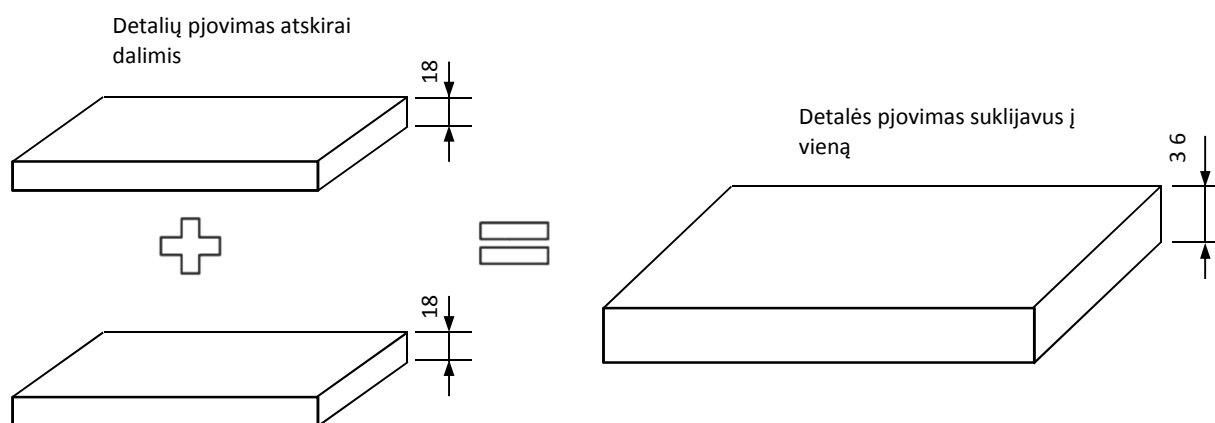 Detalių pjovimas atskirai
dalimis
18
Detalės pjovimas suklijavus į
vieną
3 6
18